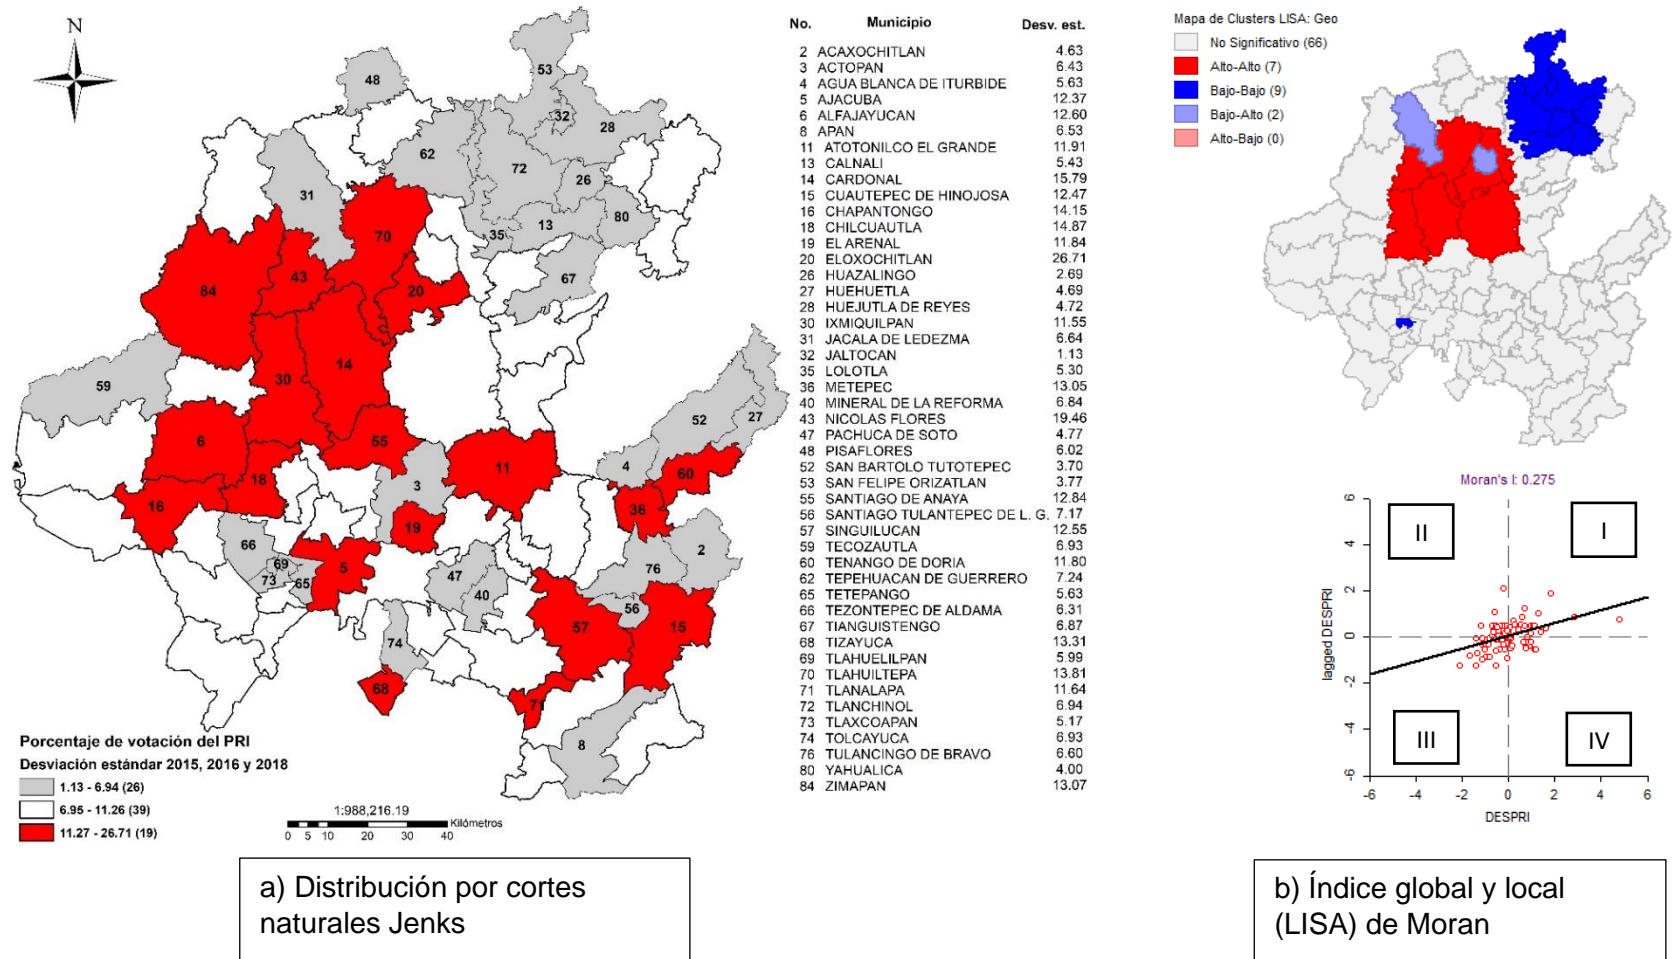 N
48
53
32
28
62
72
31
26
80
13
35
70
67
43
84
20
59
14
30
52
27
6
55
4
60
11
18
3
16
36
19
2
66
76
69
5
47
73
65
40
56
57
15
74
68
71
8
Porcentaje de votación del PRI
Desviación estándar 2015, 2016 y 2018
1.13 - 6.94 (26)
6.95 - 11.26 (39)
11.27 - 26.71 (19)
1:988,216.19
Kilómetros
0 5 10 20 30 40
No. Municipio Desv. est.
2 ACAXOCHITLAN 4.63
3 ACTOPAN 6.43
4 AGUA BLANCA DE ITURBIDE 5.63
5 AJACUBA 12.37
6 ALFAJAYUCAN 12.60
8 APAN 6.53
11 ATOTONILCO EL GRANDE 11.91
13 CALNALI 5.43
14 CARDONAL 15.79
15 CUAUTEPEC DE HINOJOSA 12.47
16 CHAPANTONGO 14.15
18 CHILCUAUTLA 14.87
19 EL ARENAL 11.84
20 ELOXOCHITLAN 26.71
26 HUAZALINGO 2.69
27 HUEHUETLA 4.69
28 HUEJUTLA DE REYES 4.72
30 IXMIQUILPAN 11.55
31 JACALA DE LEDEZMA 6.64
32 JALTOCAN 1.13
35 LOLOTLA 5.30
36 METEPEC 13.05
40 MINERAL DE LA REFORMA 6.84
43 NICOLAS FLORES 19.46
47 PACHUCA DE SOTO 4.77
48 PISAFLORES 6.02
52 SAN BARTOLO TUTOTEPEC 3.70
53 SAN FELIPE ORIZATLAN 3.77
55 SANTIAGO DE ANAYA 12.84
56 SANTIAGO TULANTEPEC DE L. G. 7.17
57 SINGUILUCAN 12.55
59 TECOZAUTLA 6.93
60 TENANGO DE DORIA 11.80
62 TEPEHUACAN DE GUERRERO 7.24
65 TETEPANGO 5.63
66 TEZONTEPEC DE ALDAMA 6.31
67 TIANGUISTENGO 6.87
68 TIZAYUCA 13.31
69 TLAHUELILPAN 5.99
70 TLAHUILTEPA 13.81
71 TLANALAPA 11.64
72 TLANCHINOL 6.94
73 TLAXCOAPAN 5.17
74 TOLCAYUCA 6.93
76 TULANCINGO DE BRAVO 6.60
80 YAHUALICA 4.00
84 ZIMAPAN 13.07
Mapa de Clusters LISA: Geo
No Significativo (66)
Alto-Alto (7)
Bajo-Bajo (9)
Bajo-Alto (2)
Alto-Bajo (0)
Moran's I: 0.275
II
I
III
IV
lagged DESPRI
6
4
2
0
-2
-4
-6
-6 -4 -2 0 2 4 6
DESPRI
a) Distribución por cortes
naturales Jenks
b) Índice global y local
(LISA) de Moran